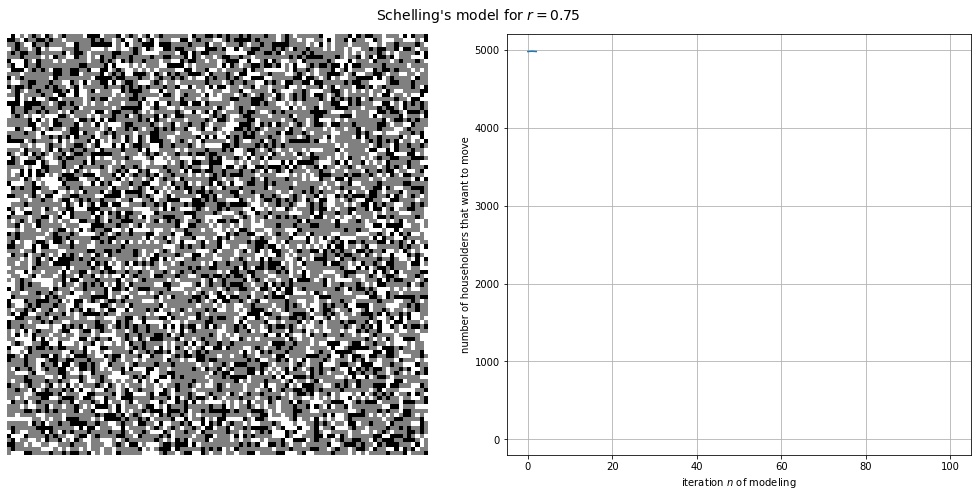 Schelling's model for r = 0.75
number of householders that want to move
5000
4000
3000
2000
1000
0
0 20 40 60 80 100
iteration n of modeling